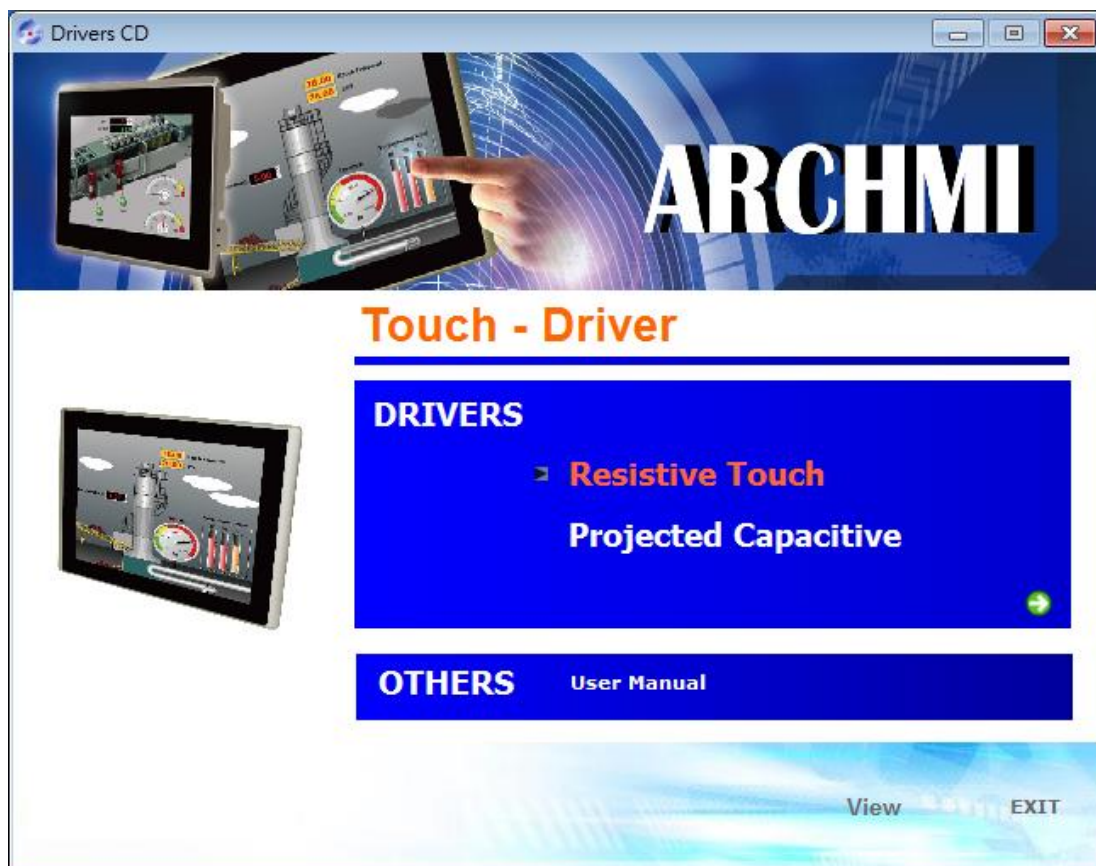 Drivers CD
ARCHMI
Touch - Driver
DRIVERS
Resistive Touch
Projected Capacitive
OTHERS
User Manual
View
EXIT